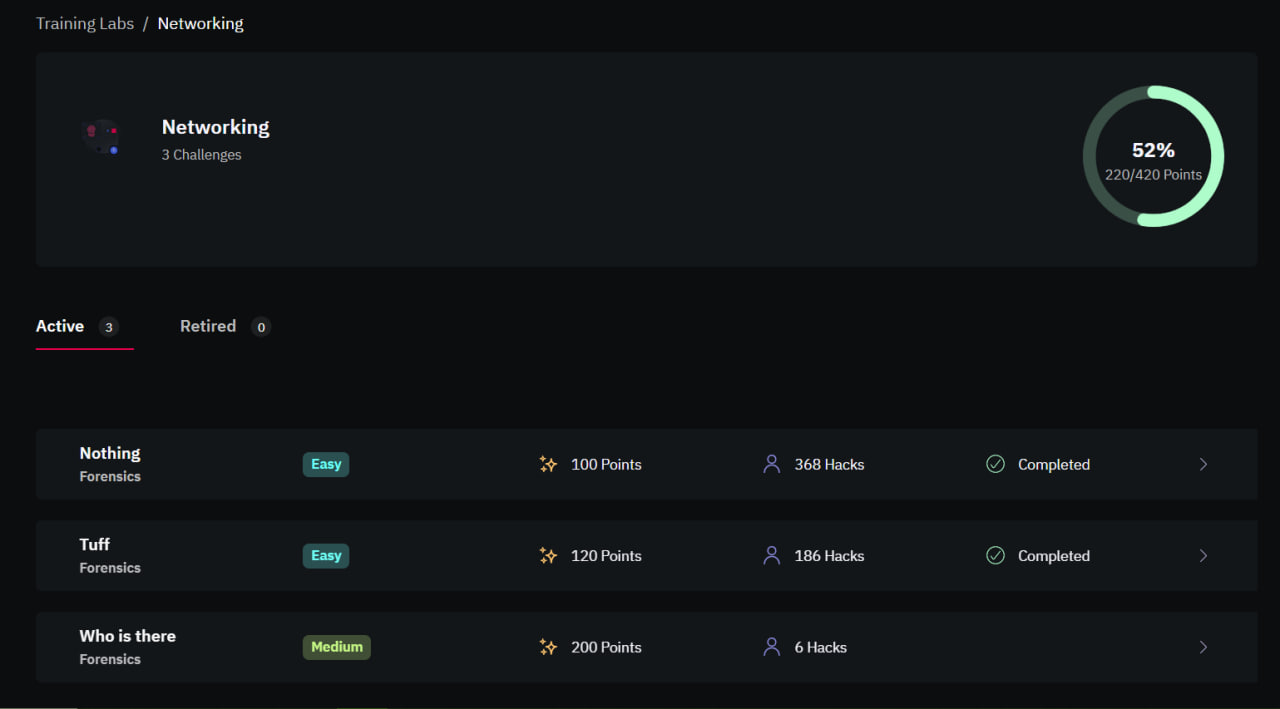 Training Labs / Networking
Networking
3 Challenges
52%
220/420 Points
Active 3 Retired 0
Nothing
Forensics
Easy
100 Points
368 Hacks
Completed
Tuff
Forensics
Easy
120 Points
186 Hacks
Completed
Who is there
Forensics
Medium
200 Points
6 Hacks